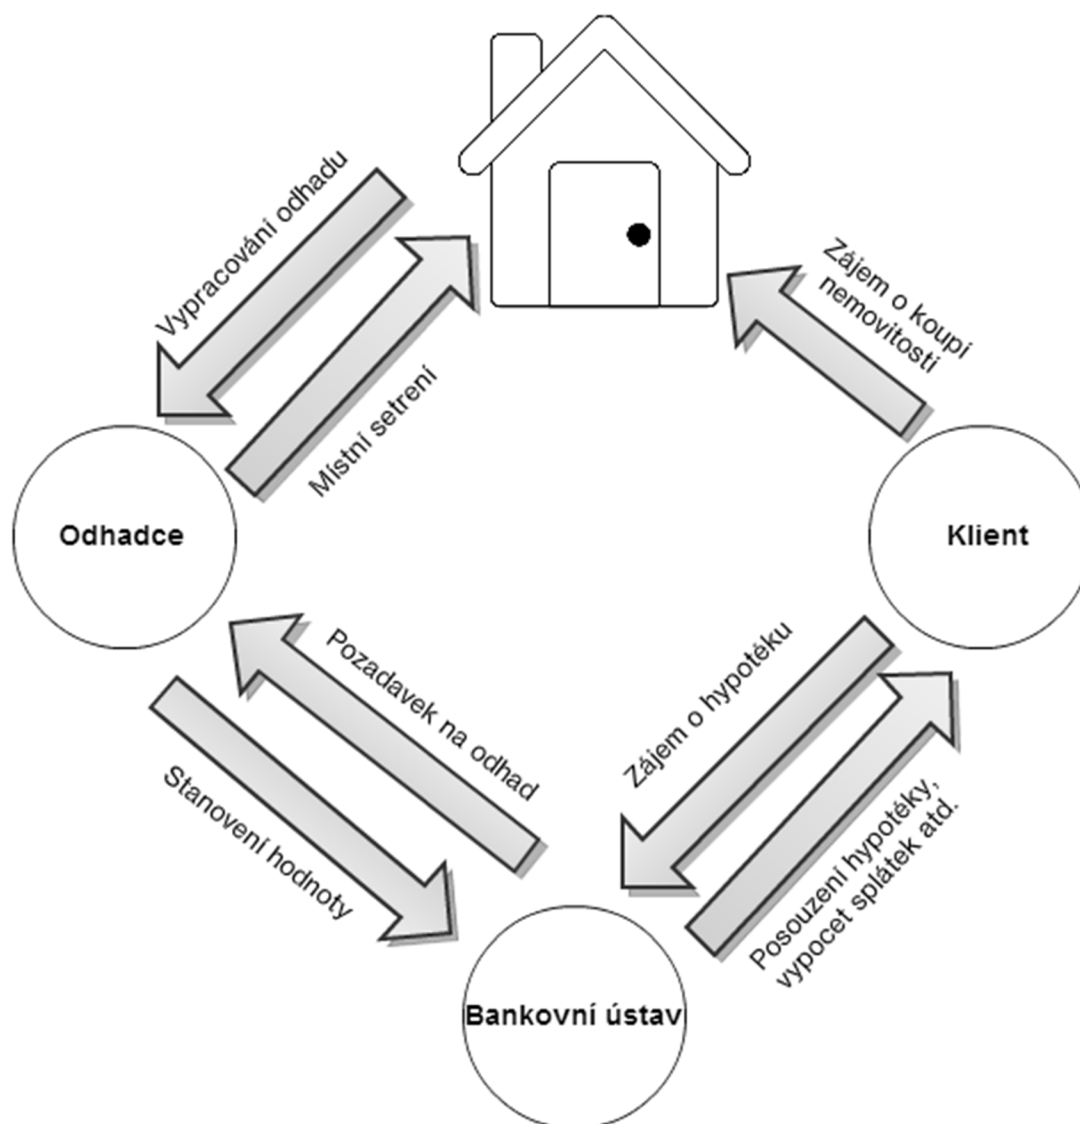 Vypracování odhadu
Místní setrení
Zájem o koupi
nemovitosti
Odhadce
Klient
Pozadavek na odhad
Stanovení hodnoty
Zájem o hypotéku
Posouzení hypotéky,
vypocet splátek atd.
Bankovní ústav